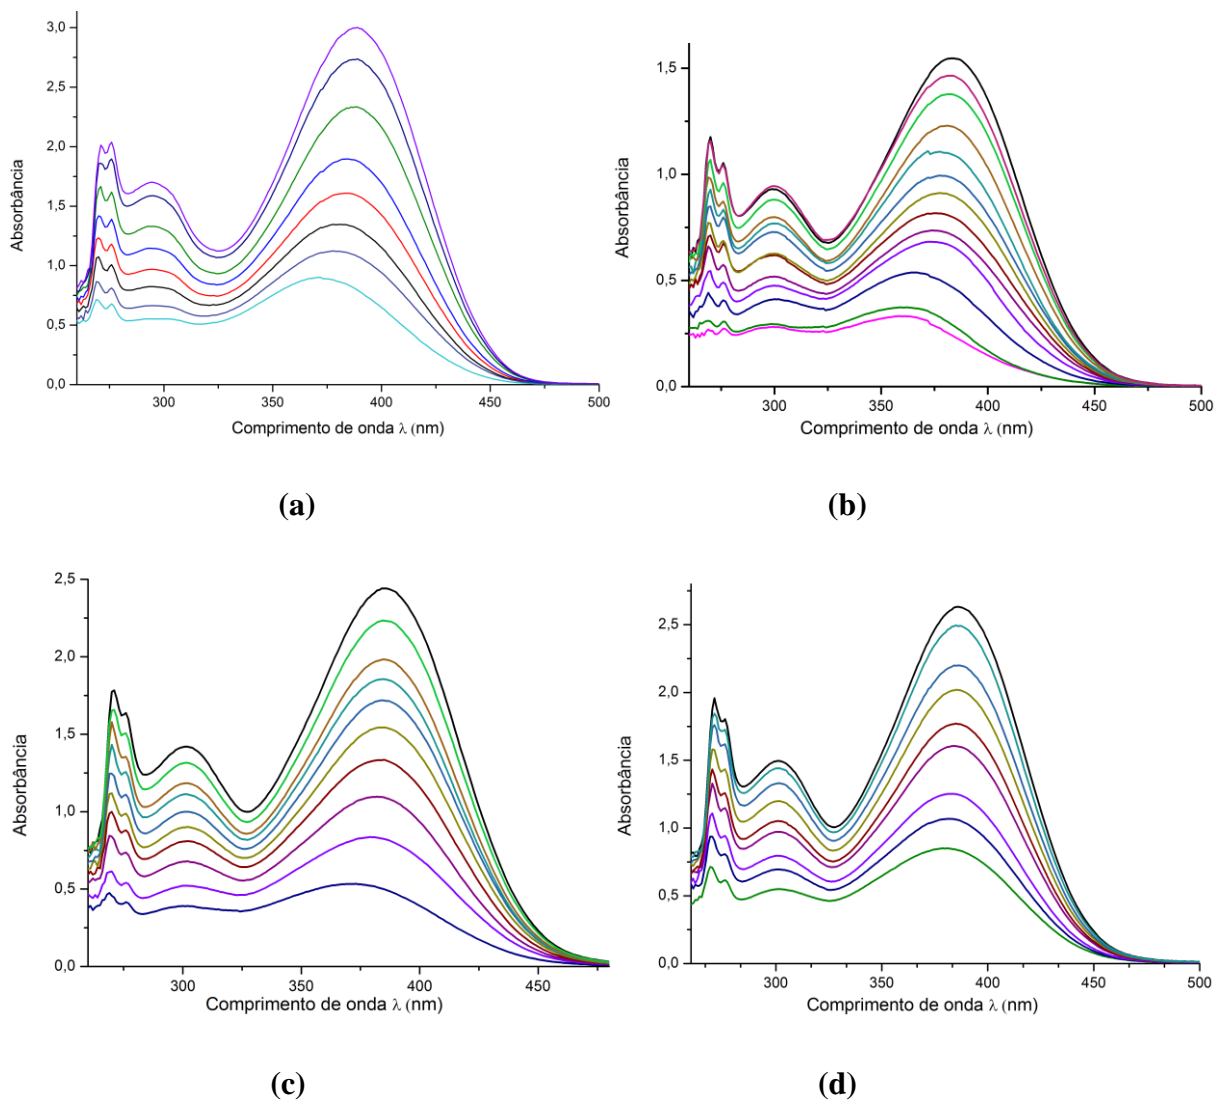 3,0
2,5
2,0
1,5
1,0
0,5
0,0
Absorbância
300 350 400 450 500
Comprimento de onda λ (nm)
(a)
1,5
1,0
0,5
0,0
Absorbância
300 350 400 450 500
Comprimento de onda λ (nm)
(b)
2,5
2,0
1,5
1,0
0,5
0,0
Absorbância
300 350 400 450
Comprimento de onda λ (nm)
(c)
2,5
2,0
1,5
1,0
0,5
0,0
Absorbância
300 350 400 450 500
Comprimento de onda λ (nm)
(d)